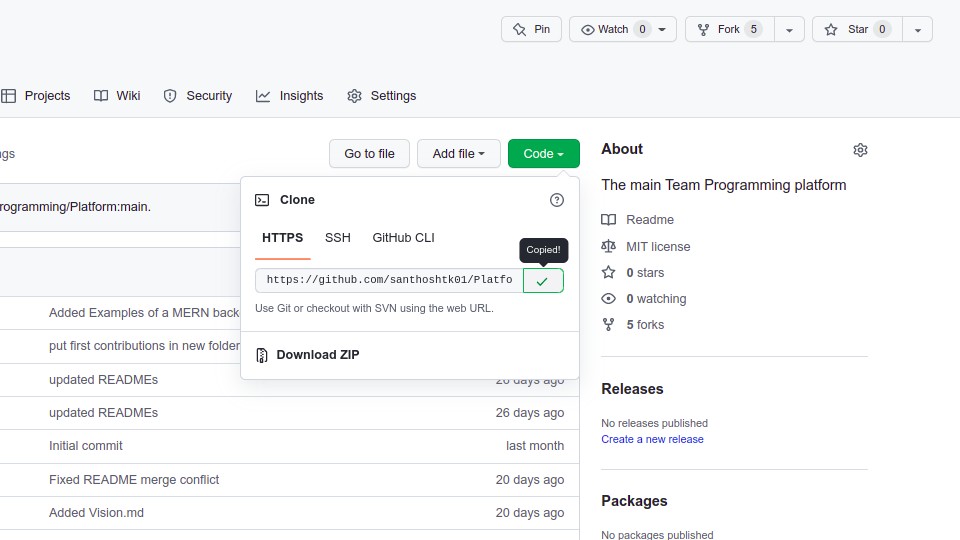 Pin
Watch 0
Fork 5
Star 0
Projects
Wiki
Security
Insights
Settings
ngs
Go to file
Add file
Code
rogramming/Platform:main.
Clone
HTTPS
SSH
GitHub CLI
Copied!
https://github.com/santhoshtk01/Platfo
Use Git or checkout with SVN using the web URL.
Download ZIP
Added Examples of a MERN back
put first contributions in new folder
updated READMEs 26 days ago
updated READMEs 26 days ago
Initial commit last month
Fixed README merge conflict 20 days ago
Added Vision.md 20 days ago
About
The main Team Programming platform
Readme
MIT license
0 stars
0 watching
5 forks
Releases
No releases published
Create a new release
Packages
No packages published